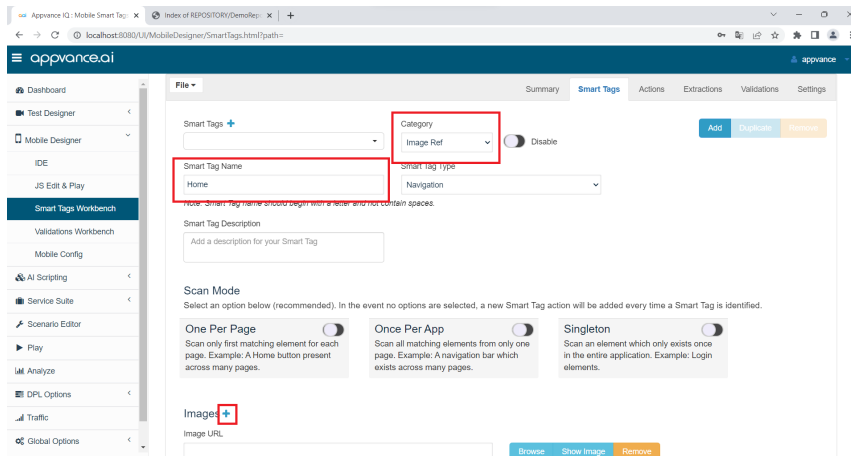 Appvance IQ : Mobile Smart Tags
Index of REPOSITORY/DemoRep
localhost:8080/UI/MobileDesigner/SmartTags.html?path=
appvance.ai
appvance
Dashboard
Test Designer
Mobile Designer
IDE
JS Edit & Play
Smart Tags Workbench
Validations Workbench
Mobile Config
AI Scripting
Service Suite
Scenario Editor
Play
Analyze
DPL Options
Traffic
Global Options
File
Summary
Smart Tags
Actions
Extractions
Validations
Settings
Smart Tags
Category
Image Ref
Disable
Add
Duplicate
Remove
Smart Tag Name
Smart Tag Type
Home
Navigation
Note: Smart Tag name should begin with a letter and not contain spaces.
Smart Tag Description
Add a description for your Smart Tag
Scan Mode
Select an option below (recommended). In the event no options are selected, a new Smart Tag action will be added every time a Smart Tag is identified.
One Per Page
Scan only first matching element for each
page. Example: A Home button present
across many pages.
Once Per App
Scan all matching elements from only one
page. Example: A navigation bar which
exists across many pages.
Singleton
Scan an element which only exists once
in the entire application. Example: Login
elements.
Images
Image URL
Browse
Show Image
Remove